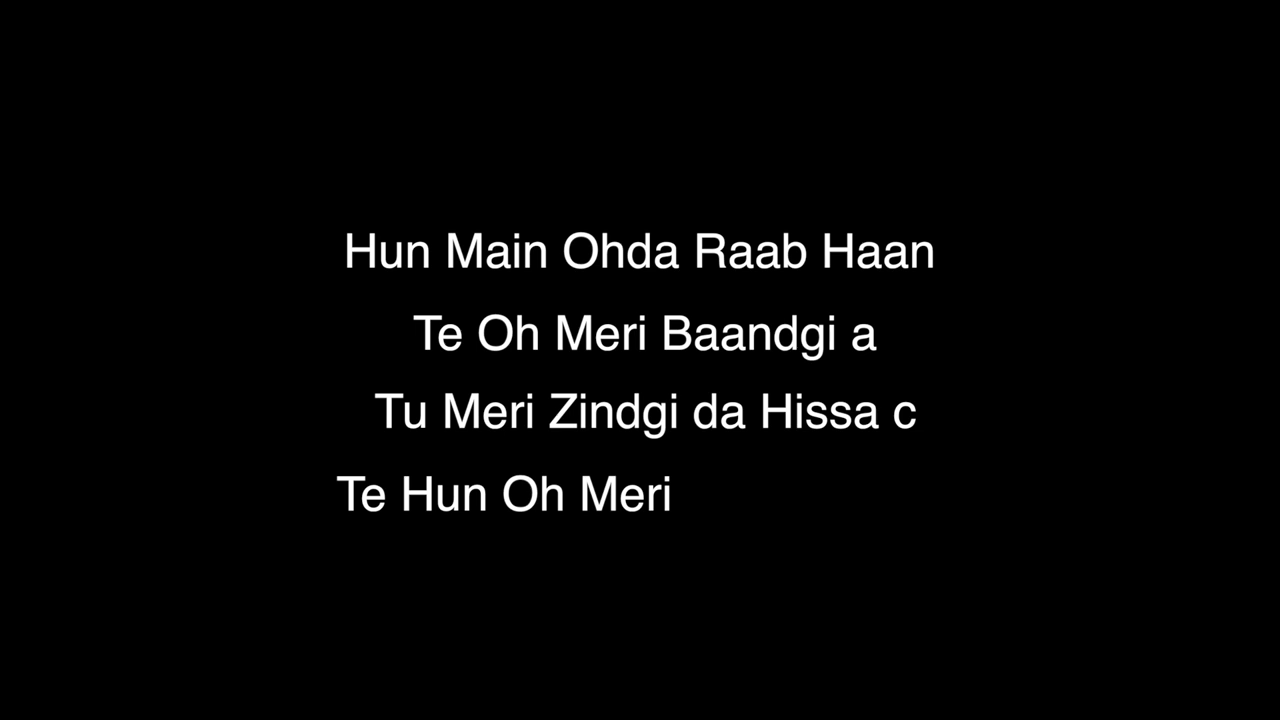 Hun Main Ohda Raab Haan
Te Oh Meri Baandgi a
Tu Meri Zindgi da Hissa c
Te Hun Oh Meri